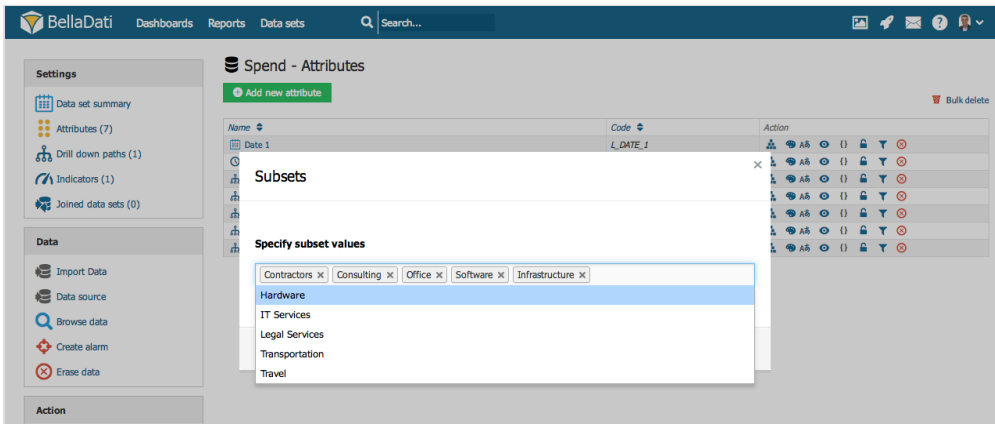 BellaDati Dashboards Reports Data sets Search...
Settings
Data set summary
Attributes (7)
Drill down paths (1)
Indicators (1)
Joined data sets (0)
Data
Import Data
Data source
Browse data
Create alarm
Erase data
Action
Spend - Attributes
Add new attribute
Bulk delete
Name Code Action
Date 1 L_DATE_1
Subsets
×
Specify subset values
Contractors × Consulting × Office × Software × Infrastructure ×
Hardware
IT Services
Legal Services
Transportation
Travel